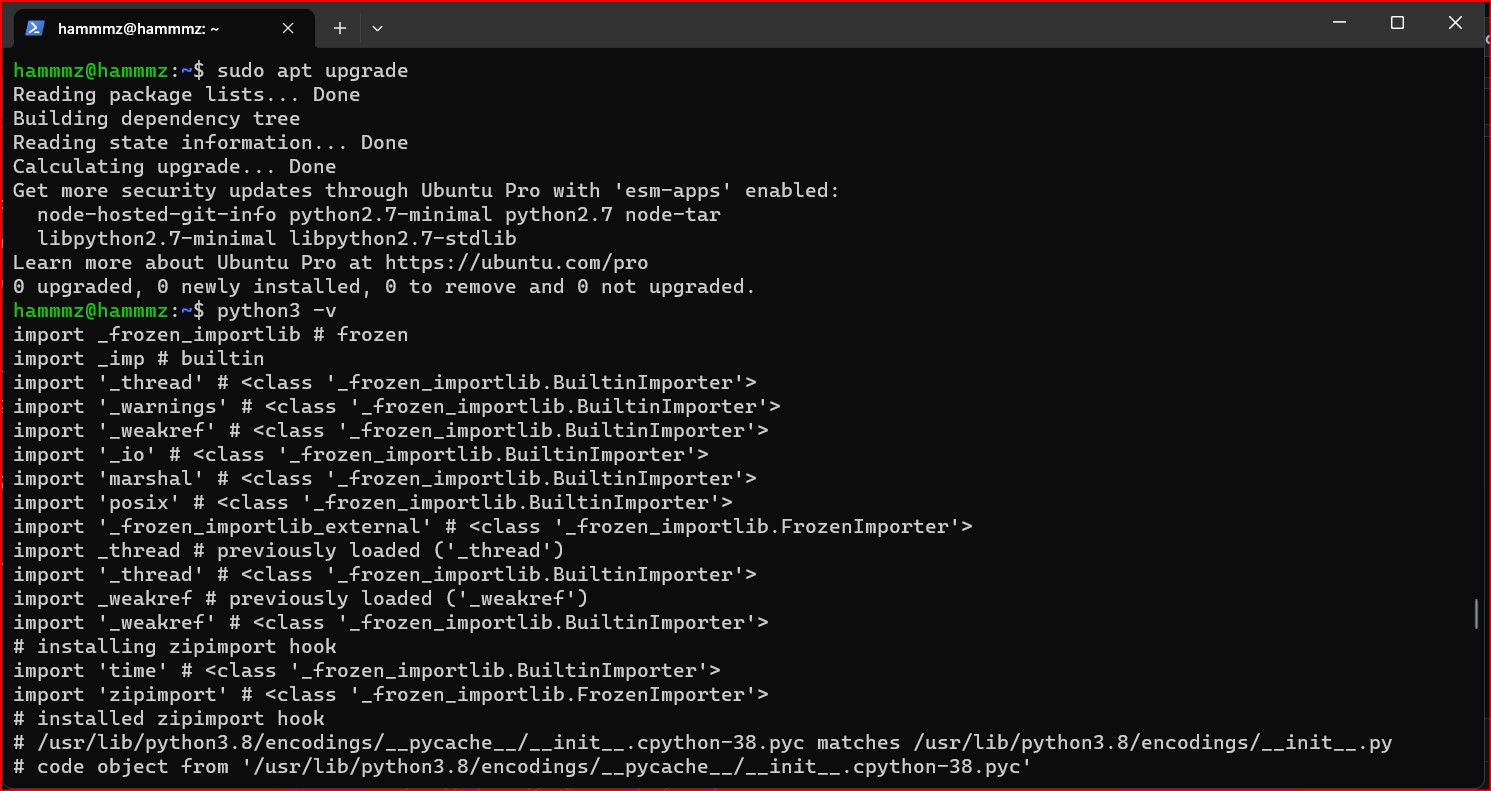 hammmz@hammmz: ~
hammmz@hammmz:~$ sudo apt upgrade
Reading package lists... Done
Building dependency tree
Reading state information... Done
Calculating upgrade... Done
Get more security updates through Ubuntu Pro with 'esm-apps' enabled:
  node-hosted-git-info python2.7-minimal python2.7 node-tar
  libpython2.7-minimal libpython2.7-stdlib
Learn more about Ubuntu Pro at https://ubuntu.com/pro
0 upgraded, 0 newly installed, 0 to remove and 0 not upgraded.
hammmz@hammmz:~$ python3 -v
import _frozen_importlib # frozen
import _imp # builtin
import '_thread' # <class '_frozen_importlib.BuiltinImporter'>
import '_warnings' # <class '_frozen_importlib.BuiltinImporter'>
import '_weakref' # <class '_frozen_importlib.BuiltinImporter'>
import '_io' # <class '_frozen_importlib.BuiltinImporter'>
import 'marshal' # <class '_frozen_importlib.BuiltinImporter'>
import 'posix' # <class '_frozen_importlib.BuiltinImporter'>
import '_frozen_importlib_external' # <class '_frozen_importlib.FrozenImporter'>
import _thread # previously loaded ('_thread')
import '_thread' # <class '_frozen_importlib.BuiltinImporter'>
import _weakref # previously loaded ('_weakref')
import '_weakref' # <class '_frozen_importlib.BuiltinImporter'>
# installing zipimport hook
import 'time' # <class '_frozen_importlib.BuiltinImporter'>
import 'zipimport' # <class '_frozen_importlib.FrozenImporter'>
# installed zipimport hook
# /usr/lib/python3.8/encodings/__pycache__/__init__.cpython-38.pyc matches /usr/lib/python3.8/encodings/__init__.py
# code object from '/usr/lib/python3.8/encodings/__pycache__/__init__.cpython-38.pyc'